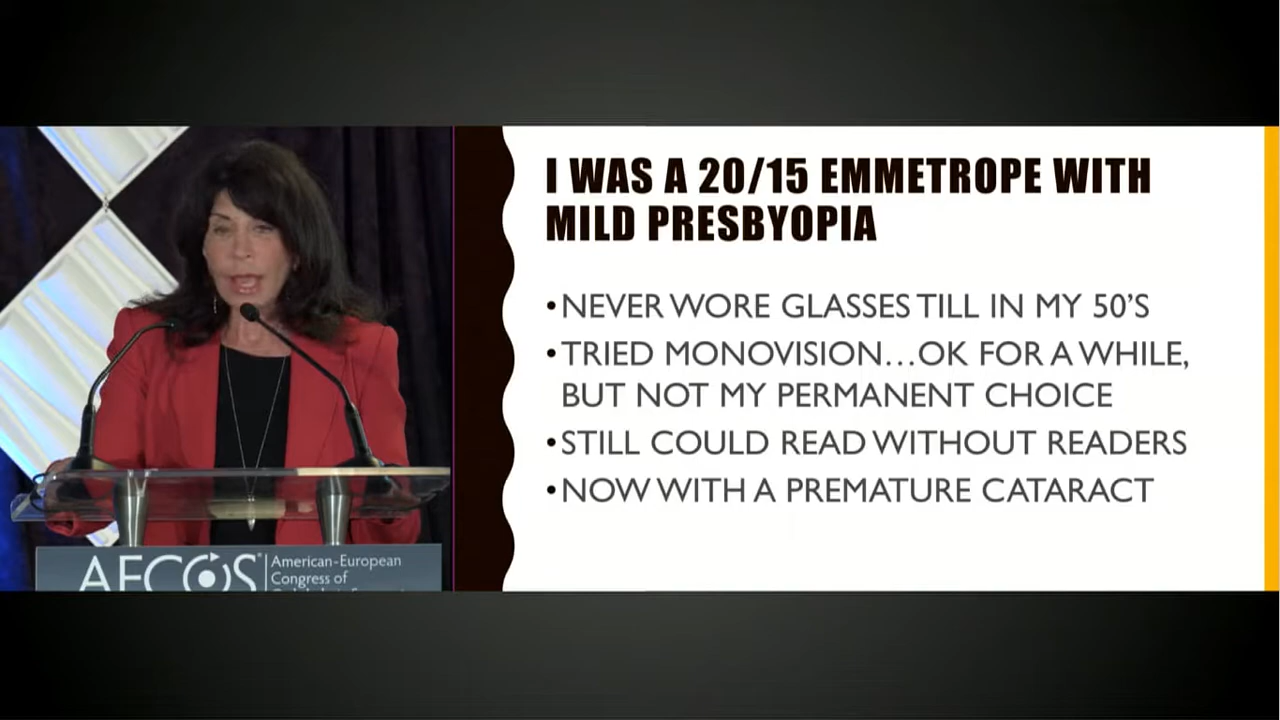 I WAS A 20/15 EMMETROPE WITH
MILD PRESBYOPIA
•NEVER WORE GLASSES TILL IN MY 50'S
•TRIED MONOVISION...OK FOR A WHILE,
BUT NOT MY PERMANENT CHOICE
•STILL COULD READ WITHOUT READERS
•NOW WITH A PREMATURE CATARACT
AECOS®
American-European
Congress of